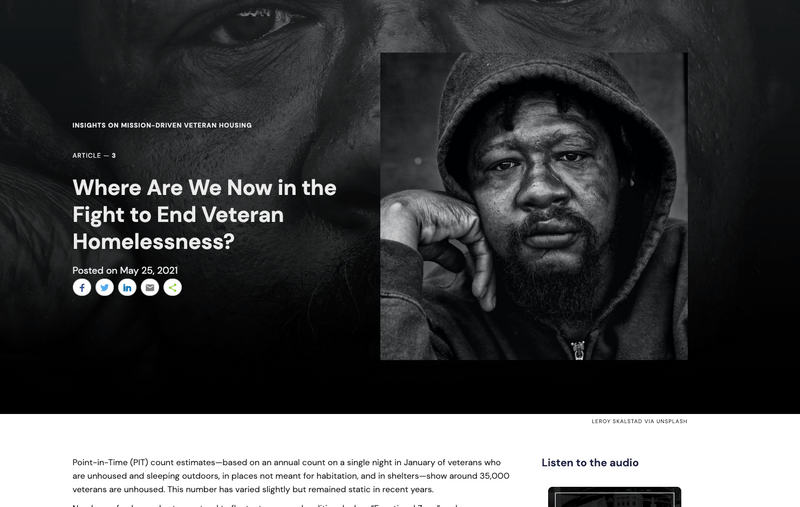 INSIGHTS ON MISSION-DRIVEN VETERAN HOUSING
ARTICLE — 3
Where Are We Now in the
Fight to End Veteran
Homelessness?
Posted on May 25, 2021
LEROY SKALSTAD VIA UNSPLASH
Point-in-Time (PIT) count estimates—based on an annual count on a single night in January of veterans who
are unhoused and sleeping outdoors, in places not meant for habitation, and in shelters—show around 35,000
veterans are unhoused. This number has varied slightly but remained static in recent years.
Listen to the audio